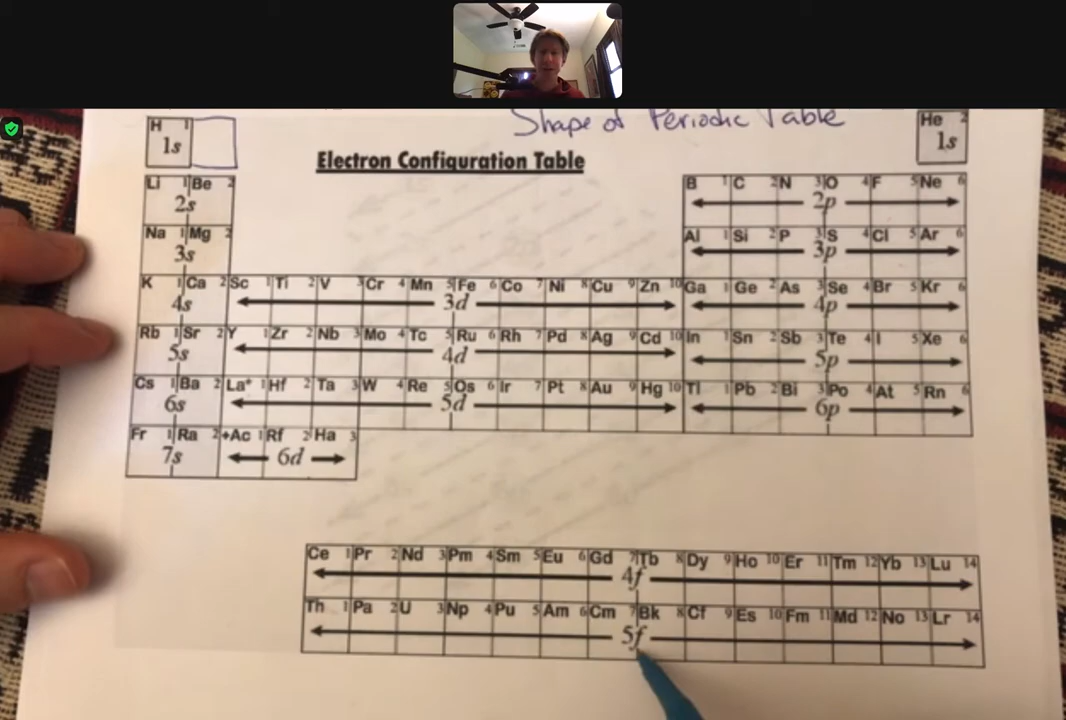 Shape of Periodic Table
H 1 He 2
1s 1s
Electron Configuration Table
Li 1 Be 2 B 1 C 2 N 3 O 4 F 5 Ne 6
2s 2p
Na 1 Mg 2 Al 1 Si 2 P 3 S 4 Cl 5 Ar 6
3s 3p
K 1 Ca 2 Sc 1 Ti 2 V 3 Cr 4 Mn 5 Fe 6 Co 7 Ni 8 Cu 9 Zn 10 Ga 1 Ge 2 As 3 Se 4 Br 5 Kr 6
4s 3d 4p
Rb 1 Sr 2 Y 1 Zr 2 Nb 3 Mo 4 Tc 5 Ru 6 Rh 7 Pd 8 Ag 9 Cd 10 In 1 Sn 2 Sb 3 Te 4 I 5 Xe 6
5s 4d 5p
Cs 1 Ba 2 La* 1 Hf 2 Ta 3 W 4 Re 5 Os 6 Ir 7 Pt 8 Au 9 Hg 10 Tl 1 Pb 2 Bi 3 Po 4 At 5 Rn 6
6s 5d 6p
Fr 1 Ra 2 +Ac 1 Rf 2 Ha 3
7s 6d
Ce 1 Pr 2 Nd 3 Pm 4 Sm 5 Eu 6 Gd 7 Tb 8 Dy 9 Ho 10 Er 11 Tm 12 Yb 13 Lu 14
4f
Th 1 Pa 2 U 3 Np 4 Pu 5 Am 6 Cm 7 Bk 8 Cf 9 Es 10 Fm 11 Md 12 No 13 Lr 14
5f